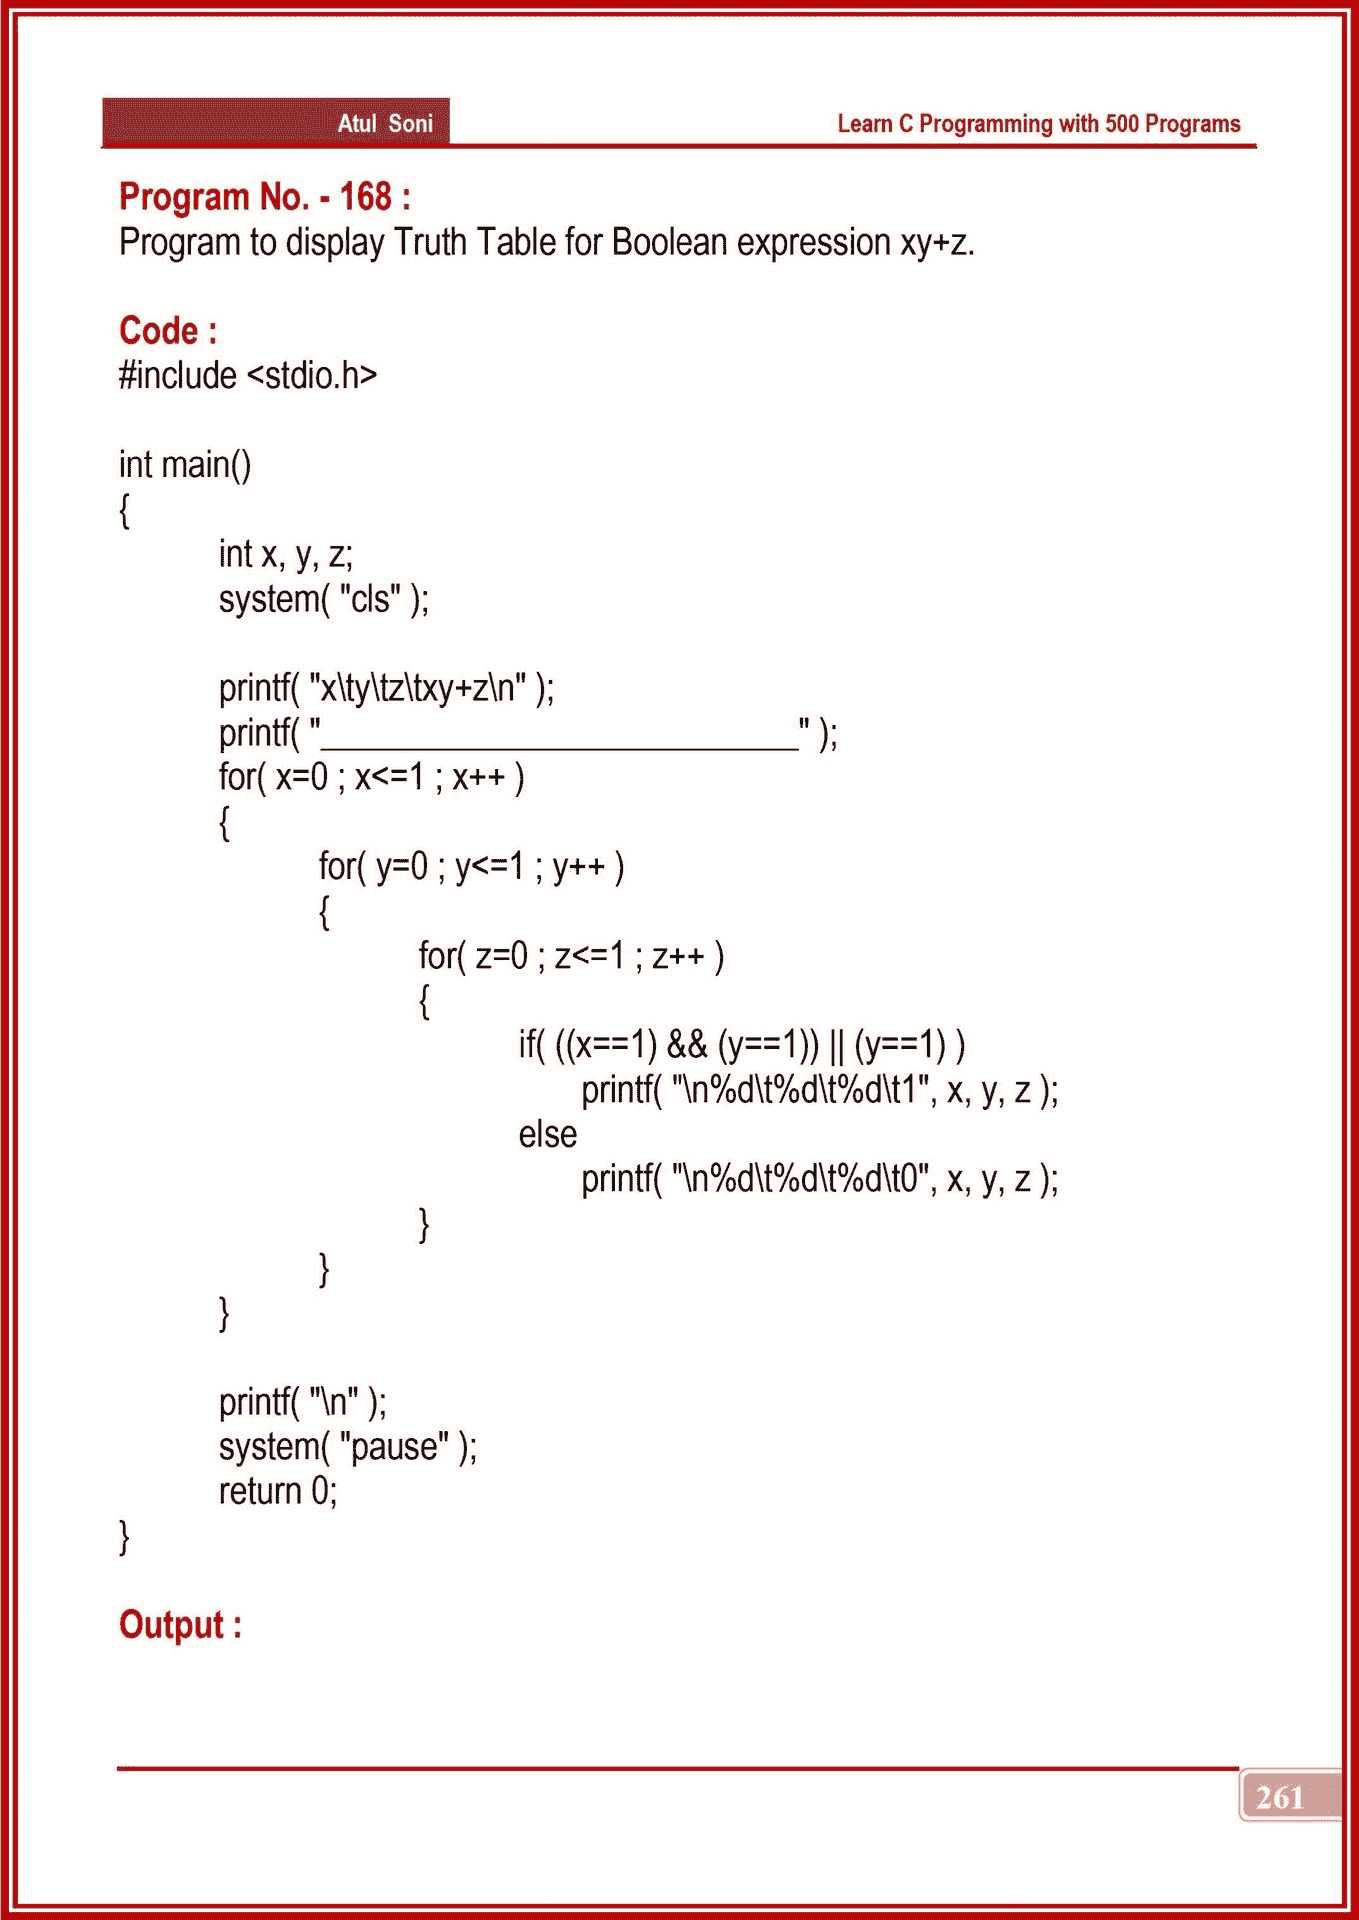 Atul Soni
Learn C Programming with 500 Programs
Program No. - 168 :
Program to display Truth Table for Boolean expression xy+z.
Code :
#include <stdio.h>
int main()
{
int x, y, z;
system( "cls" );
printf( "x\ty\tz\txy+z\n" );
printf( "___________________________" );
for( x=0 ; x<=1 ; x++ )
{
for( y=0 ; y<=1 ; y++ )
{
for( z=0 ; z<=1 ; z++ )
{
if( ((x==1) && (y==1)) || (y==1) )
printf( "\n%d\t%d\t%d\t1", x, y, z );
else
printf( "\n%d\t%d\t%d\t0", x, y, z );
}
}
}
printf( "\n" );
system( "pause" );
return 0;
}
Output :
261